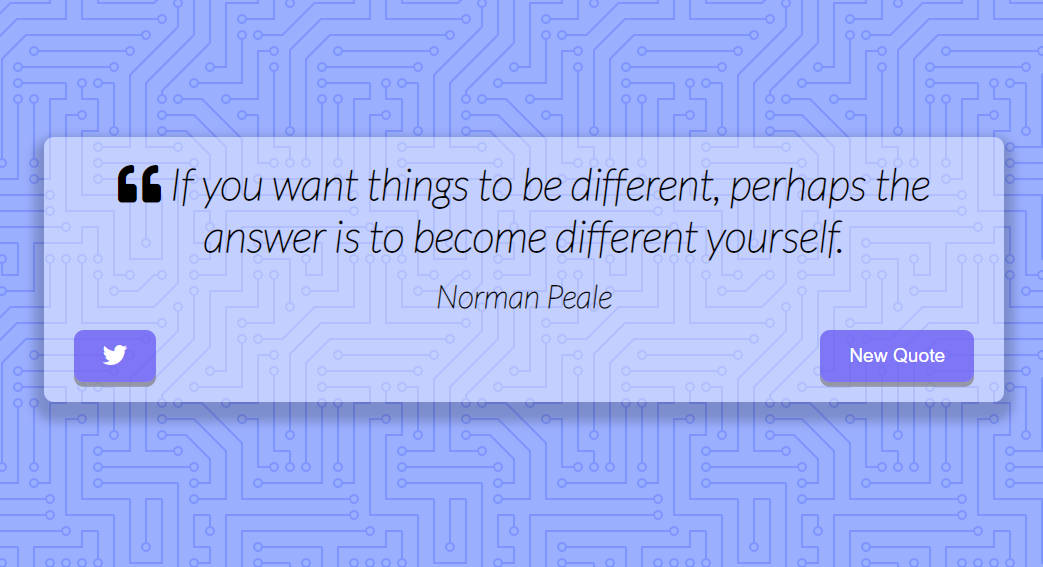 ❝ If you want things to be different, perhaps the
answer is to become different yourself.
Norman Peale
New Quote